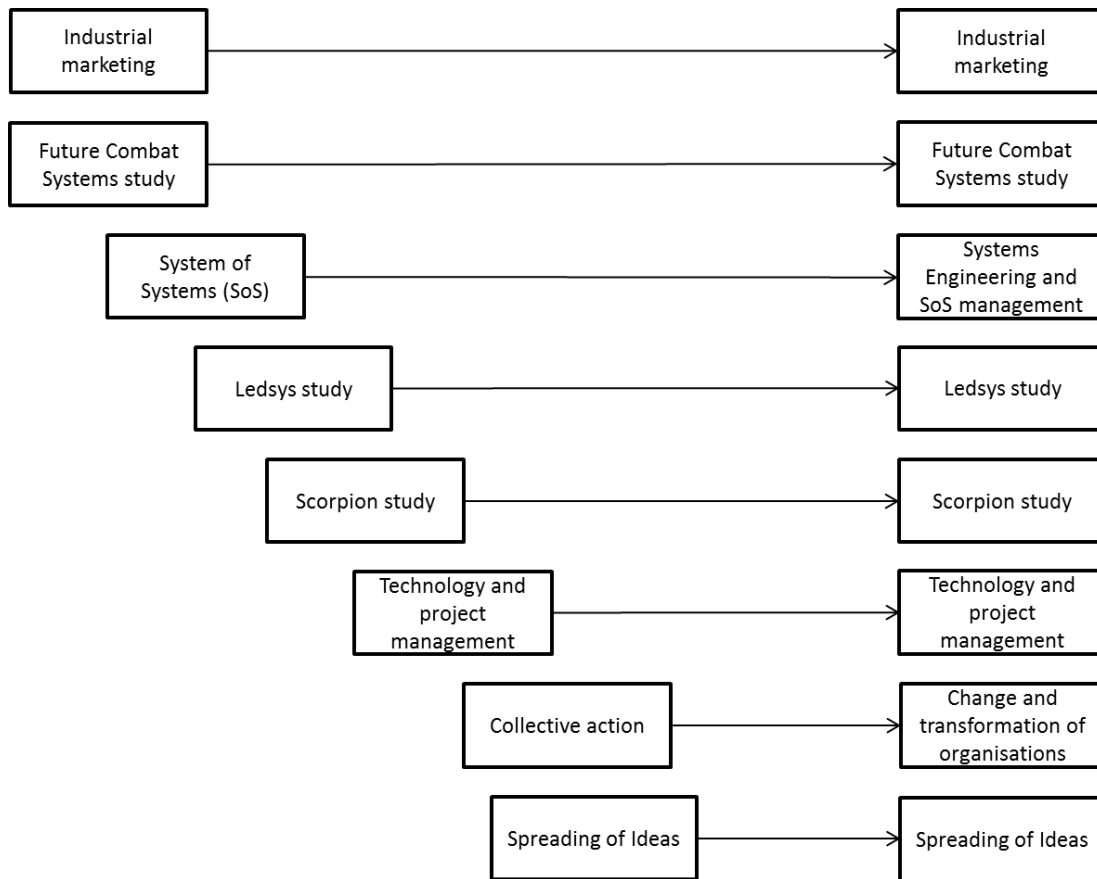 Industrial
marketing
Industrial
marketing
Future Combat
Systems study
Future Combat
Systems study
System of
Systems (SoS)
Systems
Engineering and
SoS management
Ledsys study
Ledsys study
Scorpion study
Scorpion study
Technology and
project
management
Technology and
project
management
Collective action
Change and
transformation of
organisations
Spreading of Ideas
Spreading of Ideas